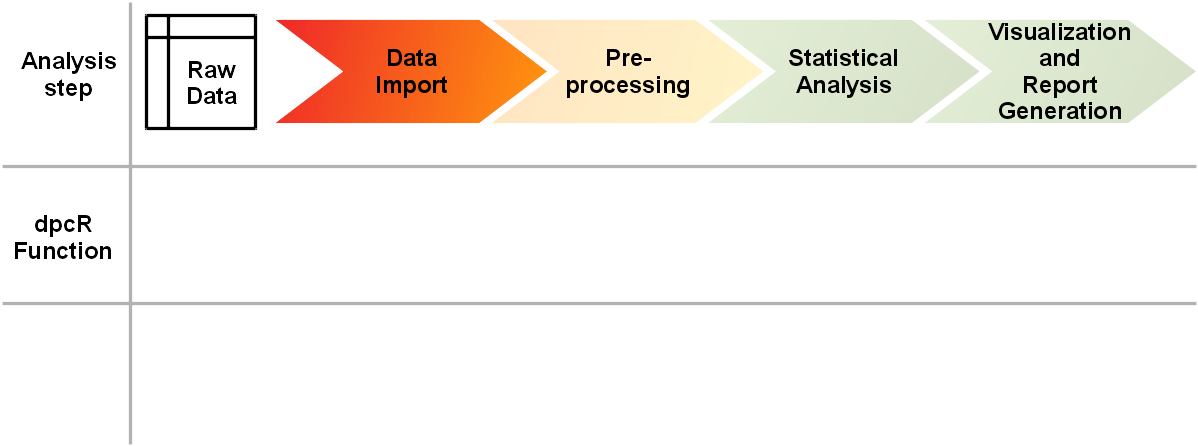 Analysis
step
Raw
Data
Data
Import
Pre-
processing
Statistical
Analysis
Visualization
and
Report
Generation
dpcR
Function